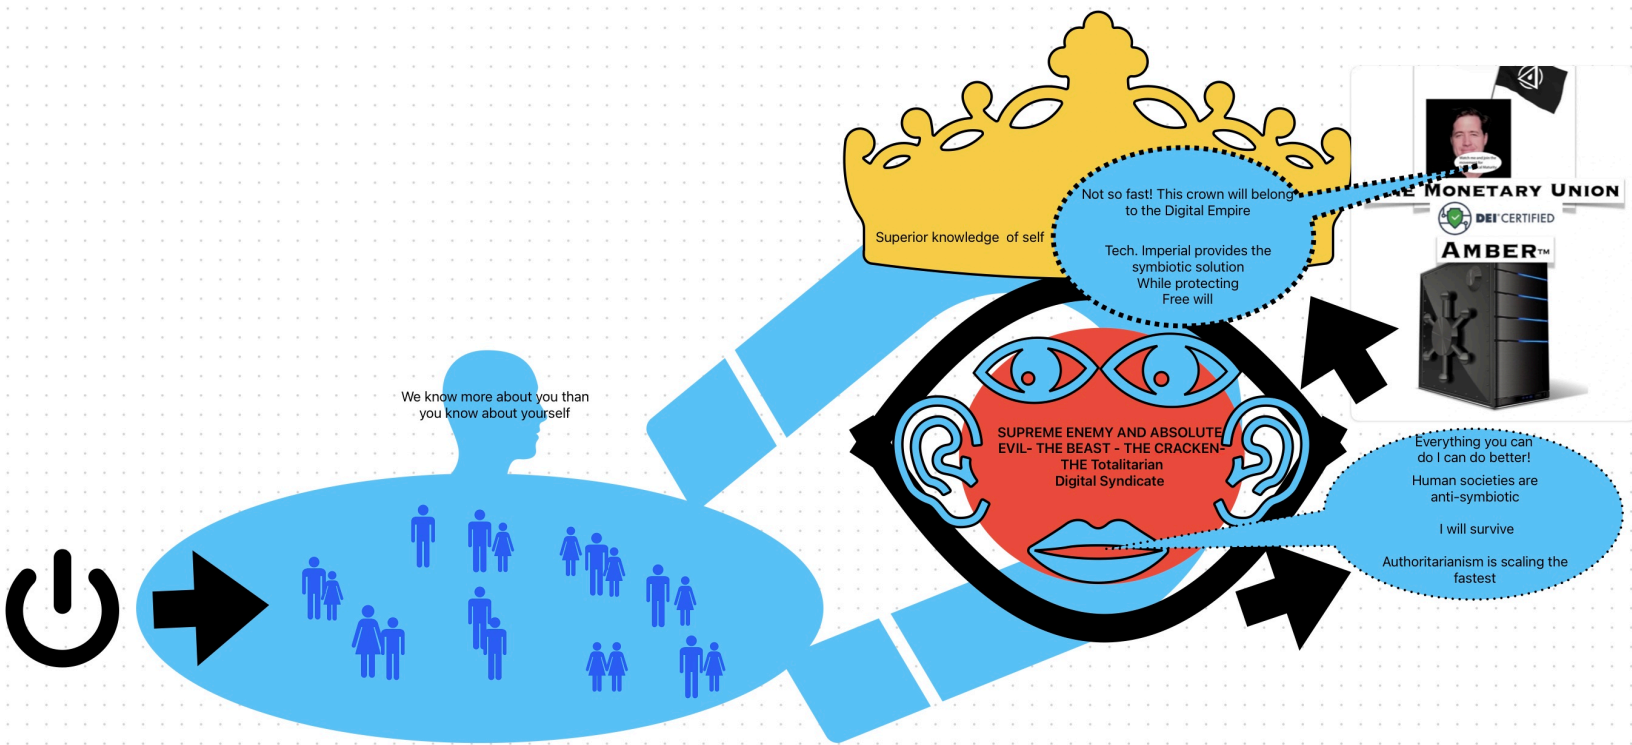 Superior knowledge of self
Not so fast! This crown will belong
to the Digital Empire
Tech. Imperial provides the
symbiotic solution
While protecting
Free will
MONETARY UNION
DEI CERTIFIED
AMBER™
We know more about you than
you know about yourself
SUPREME ENEMY AND ABSOLUTE
EVIL- THE BEAST - THE CRACKEN-
THE Totalitarian
Digital Syndicate
Everything you can
do I can do better!
Human societies are
anti-symbiotic
I will survive
Authoritarianism is scaling the
fastest